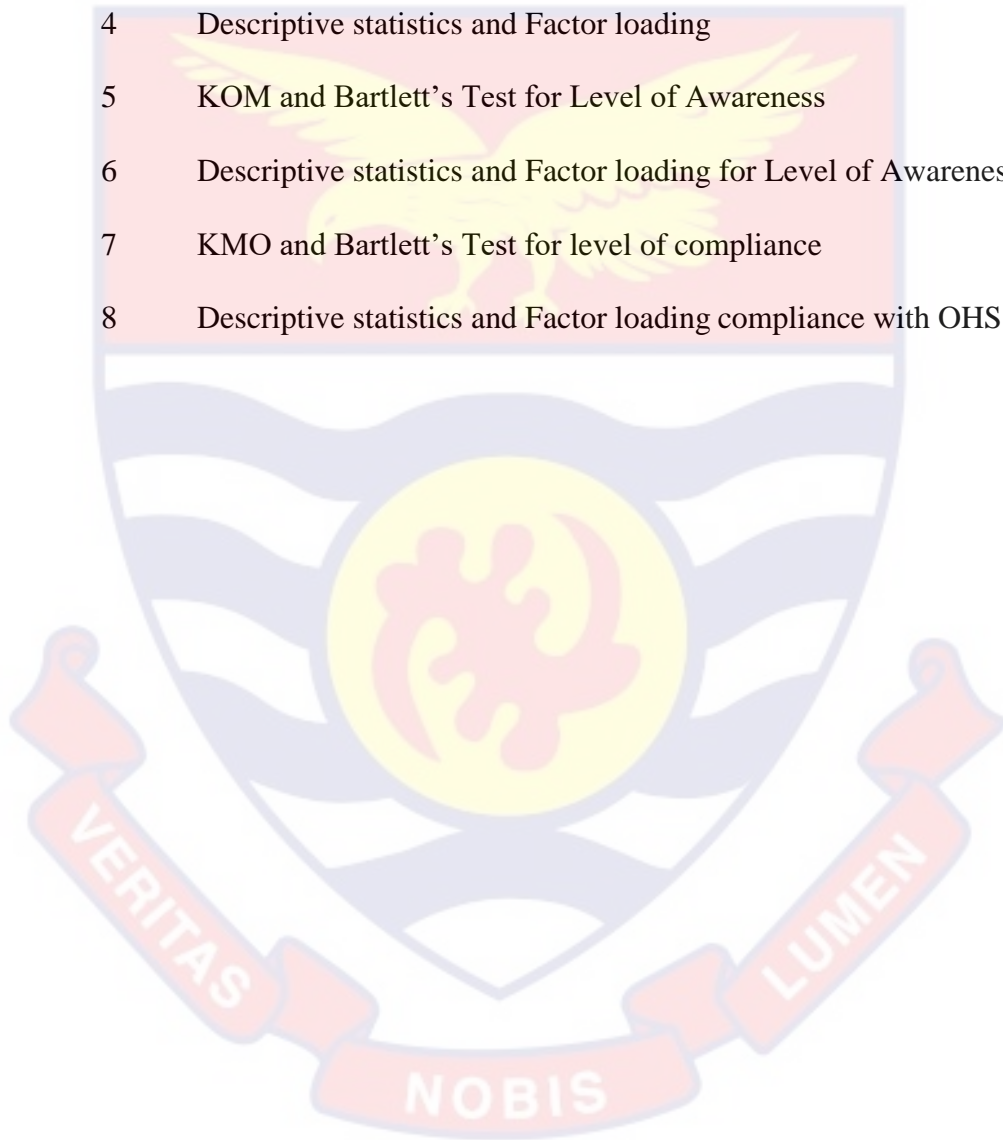 4 Descriptive statistics and Factor loading
5 KOM and Bartlett’s Test for Level of Awareness
6 Descriptive statistics and Factor loading for Level of Awarenes
7 KMO and Bartlett’s Test for level of compliance
8 Descriptive statistics and Factor loading compliance with OHS
VERITAS NOBIS LUMEN